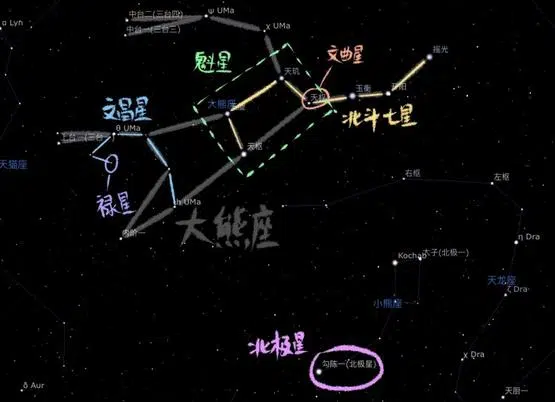 中台二(三台四)
ψ UMa
α Lyn
中台一(三台三)
χ UMa
魁星
文曲星
摇光
天玑
大熊座
天权
玉衡
开阳
北斗七星
文昌星
θ UMa
上台一(三台
天枢
天猫座
禄星
h UMa
大熊座
内阶一
右枢
左枢
η Dra
Kochab
太子(北极一)
天龙座
ζ Dra
小熊座
北极星
勾陈一(北极星)
χ Dra
δ Aur
天厨一